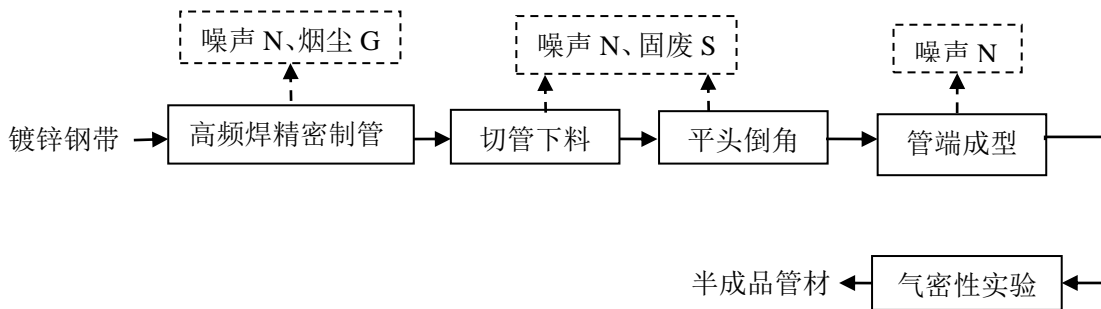 噪声 N、烟尘 G
噪声 N、固废 S
噪声 N
镀锌钢带
高频焊精密制管
切管下料
平头倒角
管端成型
半成品管材
气密性实验